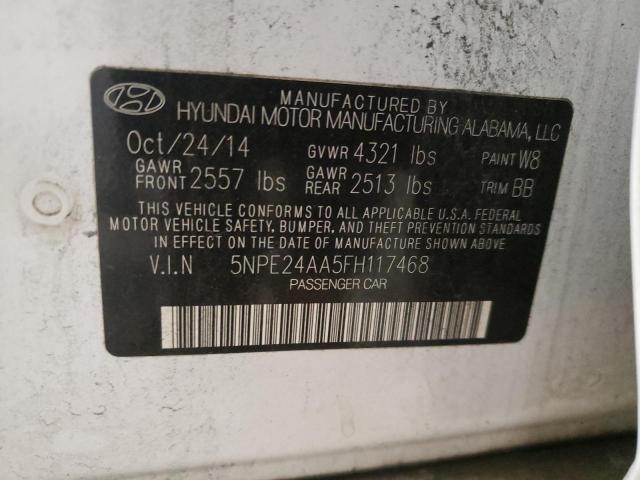 MANUFACTURED BY
HYUNDAI MOTOR MANUFACTURING ALABAMA, LLC
Oct/24/14 GVWR 4321 lbs PAINT W8
GAWR FRONT 2557 lbs GAWR REAR 2513 lbs TRIM BB
THIS VEHICLE CONFORMS TO ALL APPLICABLE U.S.A. FEDERAL
MOTOR VEHICLE SAFETY, BUMPER, AND THEFT PREVENTION STANDARDS
IN EFFECT ON THE DATE OF MANUFACTURE SHOWN ABOVE.
V.I.N 5NPE24AA5FH117468
PASSENGER CAR